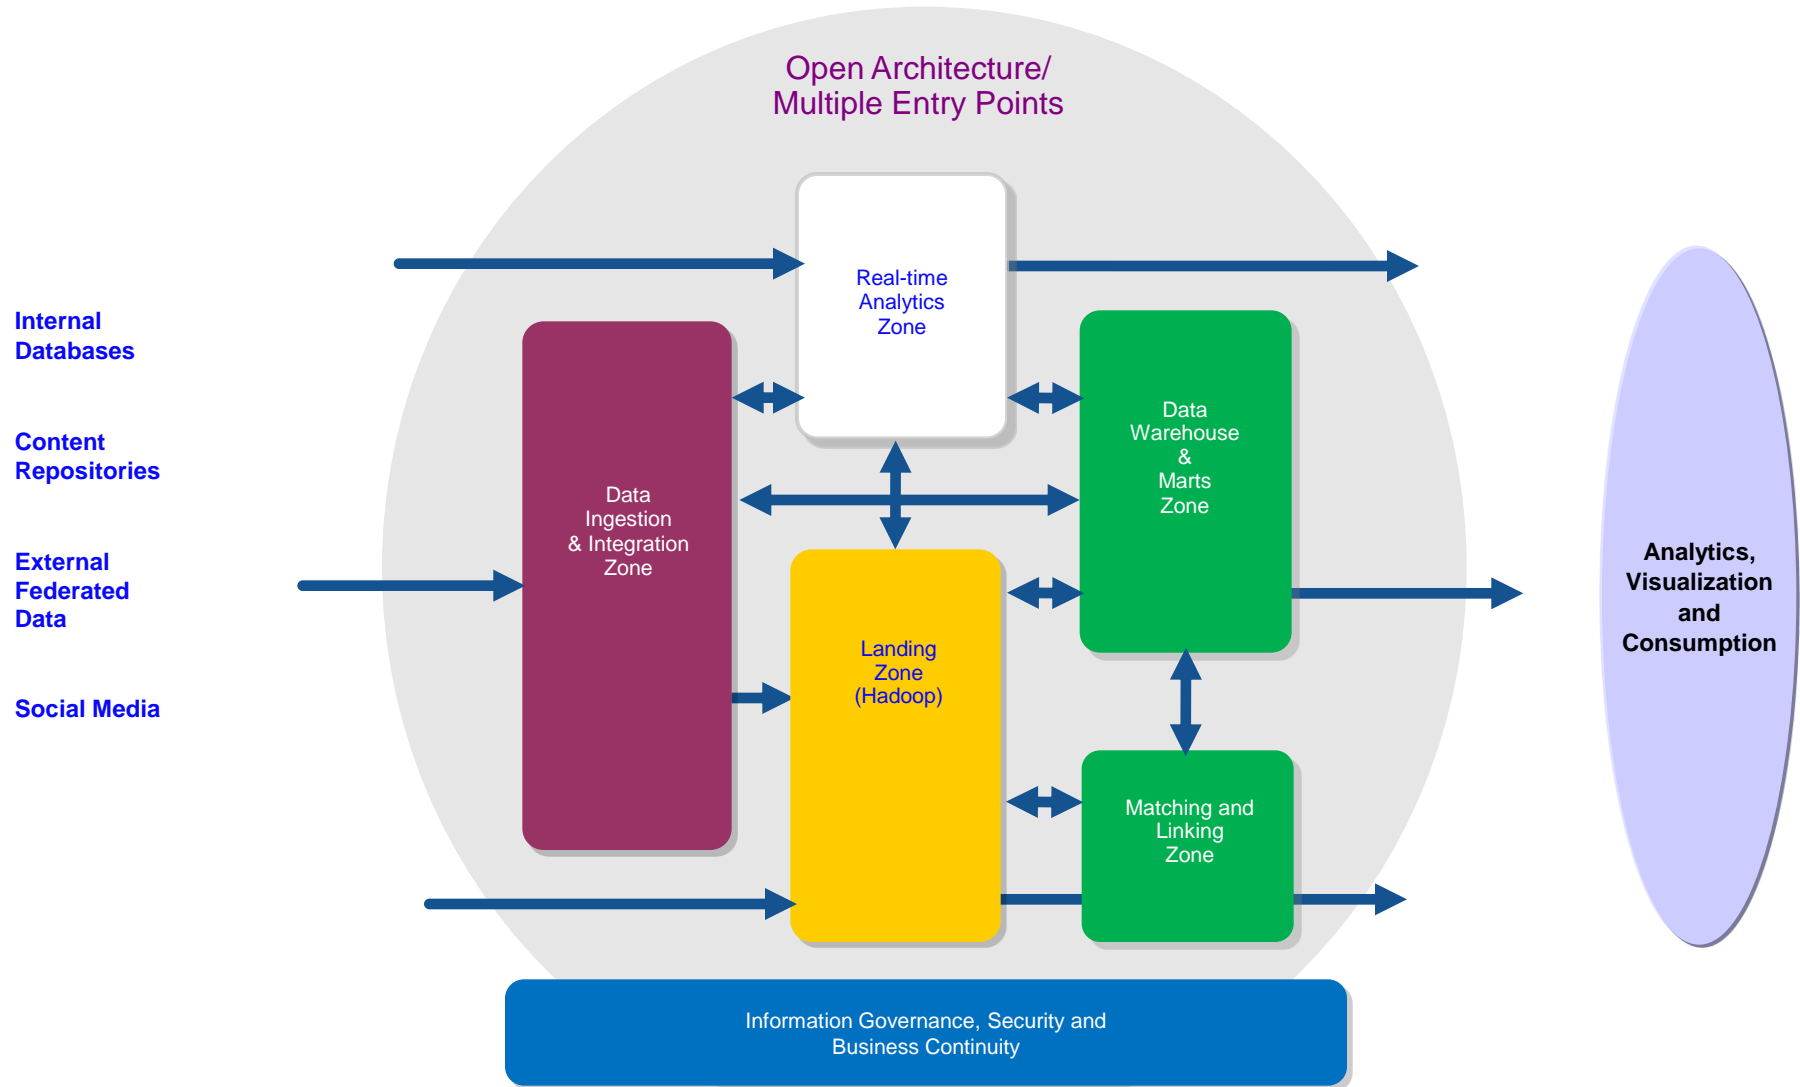 Open Architecture/
Multiple Entry Points
Internal
Databases
Content
Repositories
External
Federated
Data
Social Media
Real-time
Analytics
Zone
Data
Ingestion
& Integration
Zone
Landing
Zone
(Hadoop)
Data
Warehouse
&
Marts
Zone
Matching and
Linking
Zone
Analytics,
Visualization
and
Consumption
Information Governance, Security and
Business Continuity